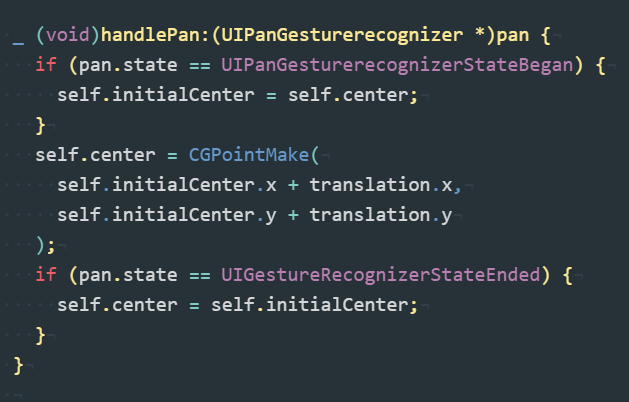 _ (void)handlePan:(UIPanGesturerecognizer *)pan {
if (pan.state == UIPanGesturerecognizerStateBegan) {
self.initialCenter = self.center;
}
self.center = CGPointMake(
self.initialCenter.x + translation.x,
self.initialCenter.y + translation.y
);
if (pan.state == UIGestureRecognizerStateEnded) {
self.center = self.initialCenter;
}
}